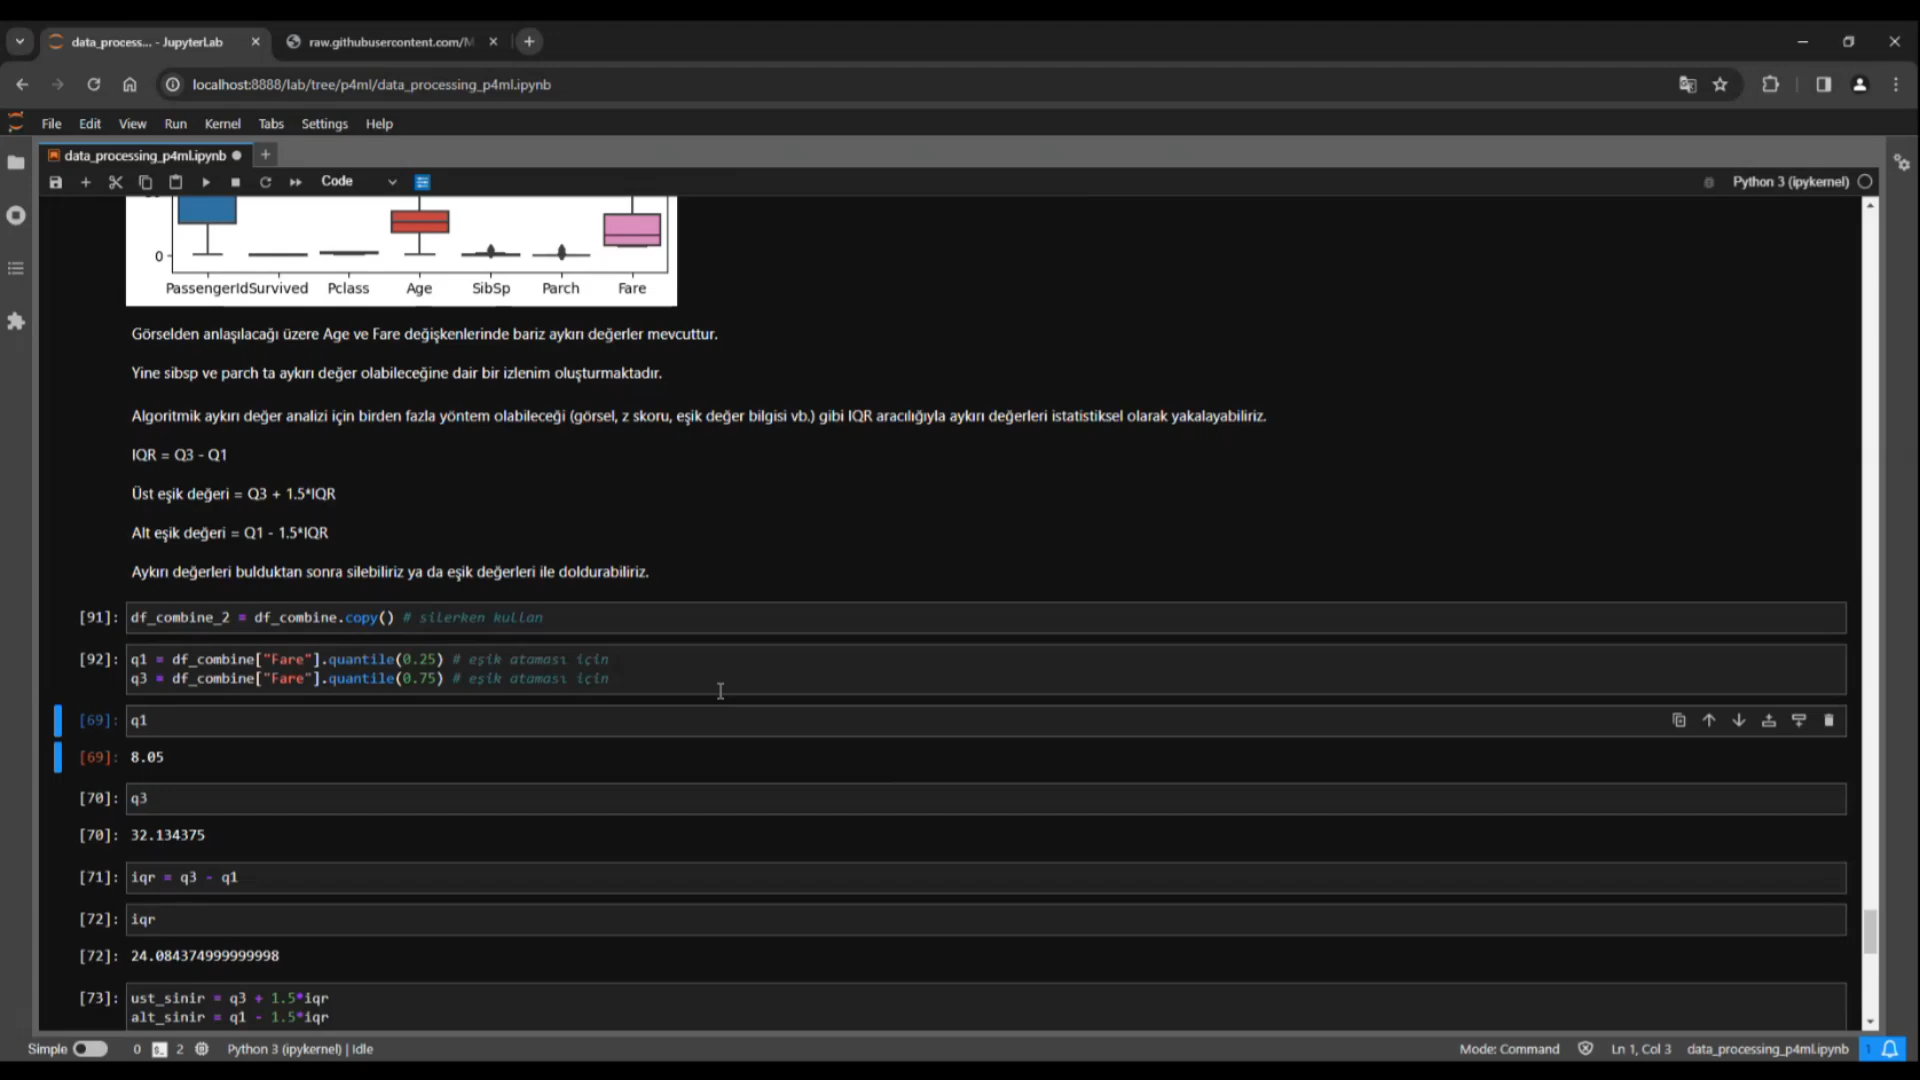 data_process... - JupyterLab
raw.githubusercontent.com/M
localhost:8888/lab/tree/p4ml/data_processing_p4ml.ipynb
File Edit View Run Kernel Tabs Settings Help
data_processing_p4ml.ipynb
Code
Python 3 (ipykernel)
0
PassengerId Survived Pclass Age SibSp Parch Fare
Görselden anlaşılacağı üzere Age ve Fare değişkenlerinde bariz aykırı değerler mevcuttur.
Yine sibsp ve parch ta aykırı değer olabileceğine dair bir izlenim oluşturmaktadır.
Algoritmik aykırı değer analizi için birden fazla yöntem olabileceği (görsel, z skoru, eşik değer bilgisi vb.) gibi IQR aracılığıyla aykırı değerleri istatistiksel olarak yakalayabiliriz.
IQR = Q3 - Q1
Üst eşik değeri = Q3 + 1.5*IQR
Alt eşik değeri = Q1 - 1.5*IQR
Aykırı değerleri bulduktan sonra silebiliriz ya da eşik değerleri ile doldurabiliriz.
[91]: df_combine_2 = df_combine.copy() # silerken kullan
[92]: q1 = df_combine["Fare"].quantile(0.25) # eşik ataması için
q3 = df_combine["Fare"].quantile(0.75) # eşik ataması için
[69]: q1
[69]: 8.05
[70]: q3
[70]: 32.134375
[71]: iqr = q3 - q1
[72]: iqr
[72]: 24.084374999999998
[73]: ust_sinir = q3 + 1.5*iqr
alt_sinir = q1 - 1.5*iqr
Simple 0 2 Python 3 (ipykernel) | Idle Mode: Command Ln 1, Col 3 data_processing_p4ml.ipynb 1